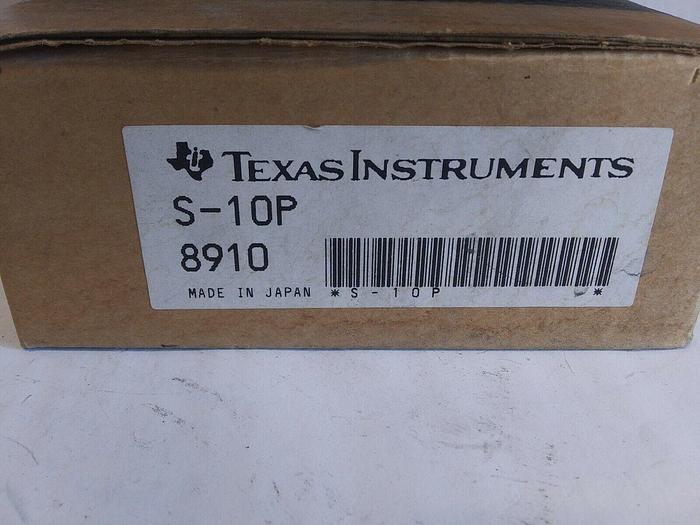 TEXAS INSTRUMENTS
S-10P
8910
MADE IN JAPAN *S-10P *